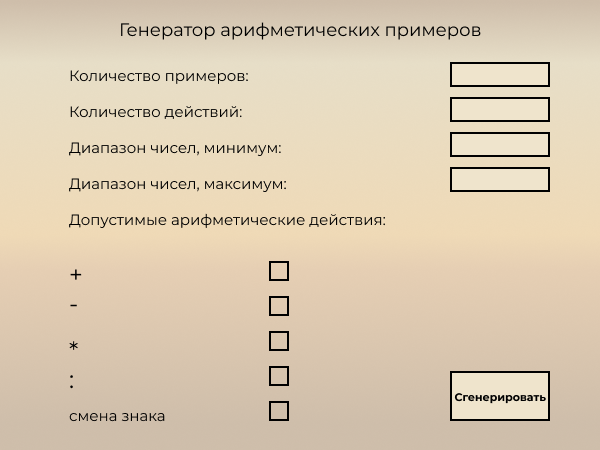 Генератор арифметических примеров
Количество примеров:
Количество действий:
Диапазон чисел, минимум:
Диапазон чисел, максимум:
Допустимые арифметические действия:
+
-
*
:
смена знака
Сгенерировать